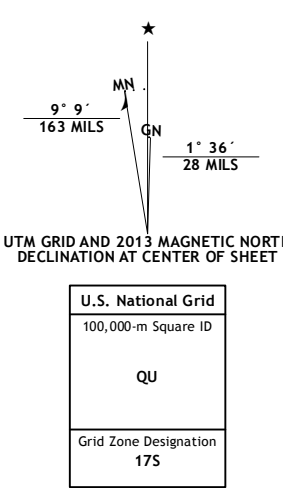 ★
MN
9° 9´
163 MILS
GN
1° 36´
28 MILS
UTM GRID AND 2013 MAGNETIC NORT
DECLINATION AT CENTER OF SHEET
U.S. National Grid
100,000-m Square ID
QU
Grid Zone Designation
17S